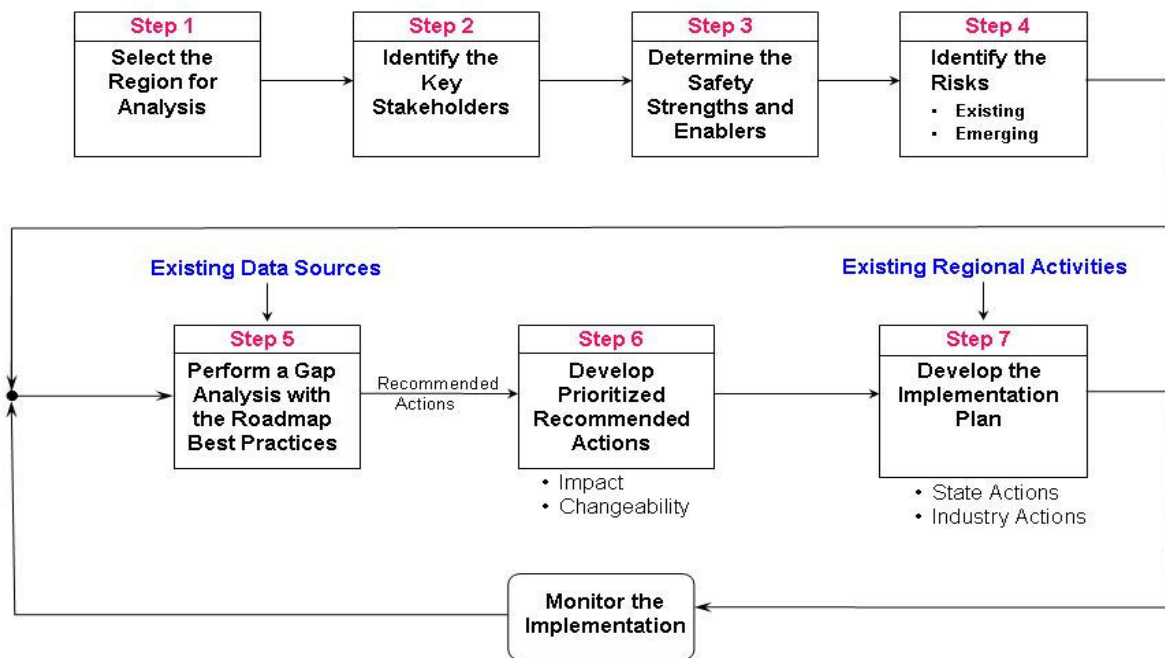 Step 1
Select the
Region for
Analysis
Step 2
Identify the
Key
Stakeholders
Step 3
Determine the
Safety
Strengths and
Enablers
Step 4
Identify the
Risks
▪ Existing
▪ Emerging
Existing Data Sources
Existing Regional Activities
Step 5
Perform a Gap
Analysis with
the Roadmap
Best Practices
Recommended
Actions
Step 6
Develop
Prioritized
Recommended
Actions
• Impact
• Changeability
Step 7
Develop the
Implementation
Plan
• State Actions
• Industry Actions
Monitor the
Implementation